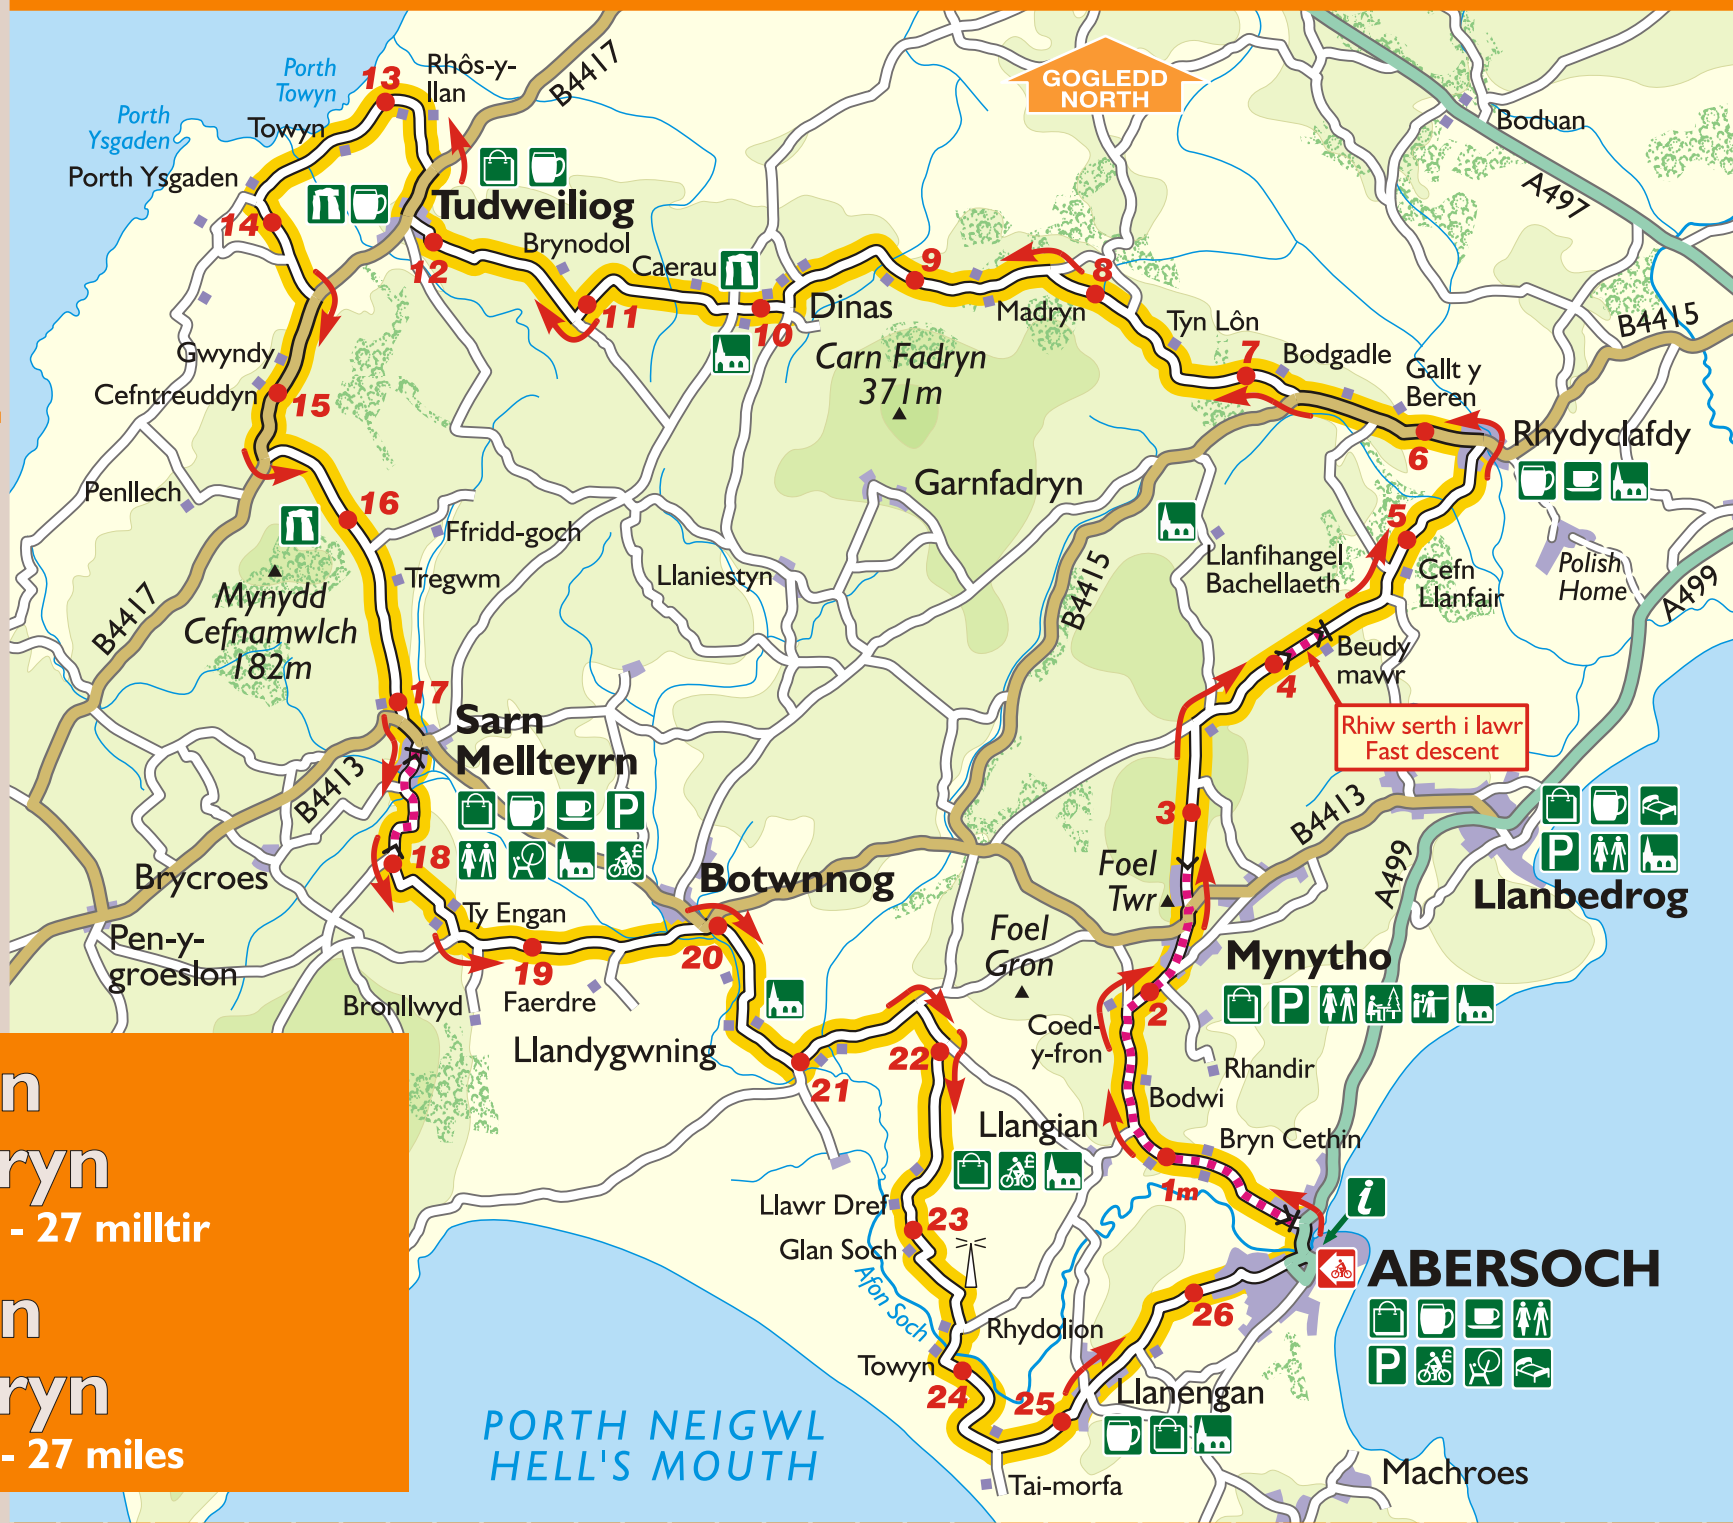 GOGLEDD
NORTH
B4417
Porth
Towyn
13
Rhôs-y-
llan
Porth
Ysgaden
Towyn
Boduan
A497
Porth Ysgaden
14
Tudweiliog
12
Brynodol
Caerau
9
8
11
10
Dinas
Madryn
Tyn Lôn
B4415
Carn Fadryn
371m
7
Bodgadle
Gallt y
Beren
Gwyndy
Cefntreuddyn
15
6
Rhydyclafdy
Penllech
16
Ffridd-goch
Garnfadryn
5
Llanfihangel
Bachellaeth
Cefn
Llanfair
Polish
Home
A499
Tregwm
Llaniestyn
B4415
B4417
Mynydd
Cefnamwlch
182m
Beudy
mawr
4
17
Sarn
Mellteyrn
Rhiw serth i lawr
Fast descent
B4413
P
3
B4413
A499
P
Llanbedrog
18
Brycroes
Botwnnog
Foel
Twr
Ty Engan
Pen-y-
groeslon
19
20
Foel
Gron
Mynytho
P
2
Bronllwyd
Faerdre
Coed-
y-fron
Llandygwning
22
Rhandir
21
Bodwi
Llangian
£
Bryn Cethin
1m
i
Llawr Dref
23
Glan Soch
Afon Soch
ABERSOCH
P
26
Rhydolion
Towyn
24
25
Llanengan
PORTH NEIGWL
HELL'S MOUTH
Tai-morfa
Machroes
n
ryn
- 27 milltir
n
ryn
- 27 miles